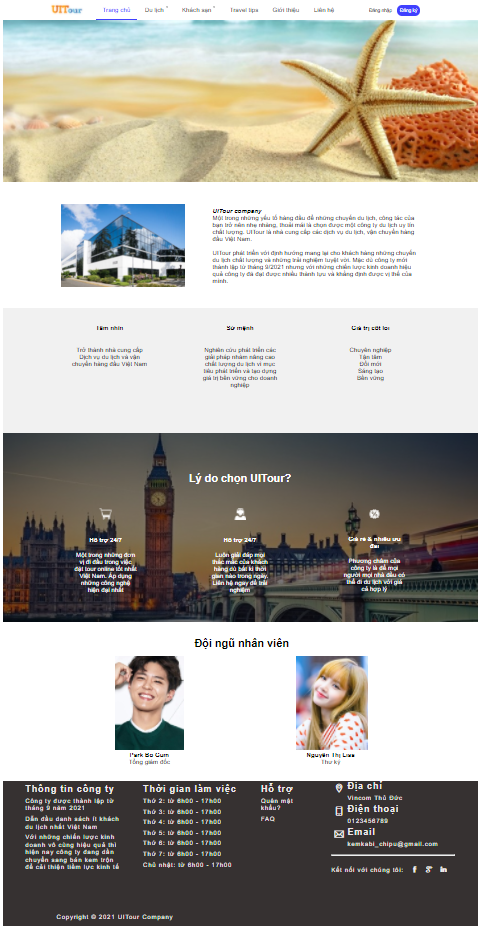 UITour
Trang chủ
Du lịch
Khách sạn
Travel tips
Giới thiệu
Liên hệ
Đăng nhập
Đăng ký
UITour company
Một trong những yếu tố hàng đầu để những chuyến du lịch, công tác của
bạn trở nên nhẹ nhàng, thoải mái là chọn được một công ty du lịch uy tín
chất lượng. UITour là nhà cung cấp các dịch vụ du lịch, vận chuyển hàng
đầu Việt Nam.
UITour phát triển với định hướng mang lại cho khách hàng những chuyến
du lịch chất lượng và những trải nghiệm tuyệt vời. Mặc dù công ty mới
thành lập từ tháng 9/2021 nhưng với những chiến lược kinh doanh hiệu
quả công ty đã đạt được nhiều thành tựu và khẳng định được vị thế của
mình.
Tầm nhìn
Trở thành nhà cung cấp
Dịch vụ du lịch và vận
chuyển hàng đầu Việt Nam
Sứ mệnh
Nghiên cứu phát triển các
giải pháp nhằm nâng cao
chất lượng du lịch vì mục
tiêu phát triển và tạo dựng
giá trị bền vững cho doanh
nghiệp
Giá trị cốt lõi
Chuyên nghiệp
Tận tâm
Đổi mới
Sáng tạo
Bền vững
Lý do chọn UITour?
Hỗ trợ 24/7
Một trong những đơn
vị đi đầu trong việc
đặt tour online tốt nhất
Việt Nam. Áp dụng
những công nghệ
hiện đại nhất
Hỗ trợ 24/7
Luôn giải đáp mọi
thắc mắc của khách
hàng dù bất kì thời
gian nào trong ngày.
Liên hệ ngay để trải
nghiệm
Giá rẻ & nhiều ưu
đãi
Phương châm của
công ty là để mọi
người mọi nhà đều có
thể đi du lịch với giá
cả hợp lý
Đội ngũ nhân viên
Park Bo Gum
Tổng giám đốc
Nguyễn Thị Lisa
Thư ký
Thông tin công ty
Công ty được thành lập từ
tháng 9 năm 2021
Dẫn đầu danh sách ít khách
du lịch nhất Việt Nam
Với những chiến lược kinh
doanh vô cùng hiệu quả thì
hiện nay công ty đang dần
chuyển sang bán kem trộn
để cải thiện tiềm lực kinh tế
Thời gian làm việc
Thứ 2: từ 6h00 - 17h00
Thứ 3: từ 6h00 - 17h00
Thứ 4: từ 6h00 - 17h00
Thứ 5: từ 6h00 - 17h00
Thứ 6: từ 6h00 - 17h00
Thứ 7: từ 6h00 - 17h00
Chủ nhật: từ 6h00 - 17h00
Hỗ trợ
Quên mật
khẩu?
FAQ
Địa chỉ
Vincom Thủ Đức
Điện thoại
0123456789
Email
kemkabi_chipu@gmail.com
Kết nối với chúng tôi:
Copyright © 2021 UITour Company